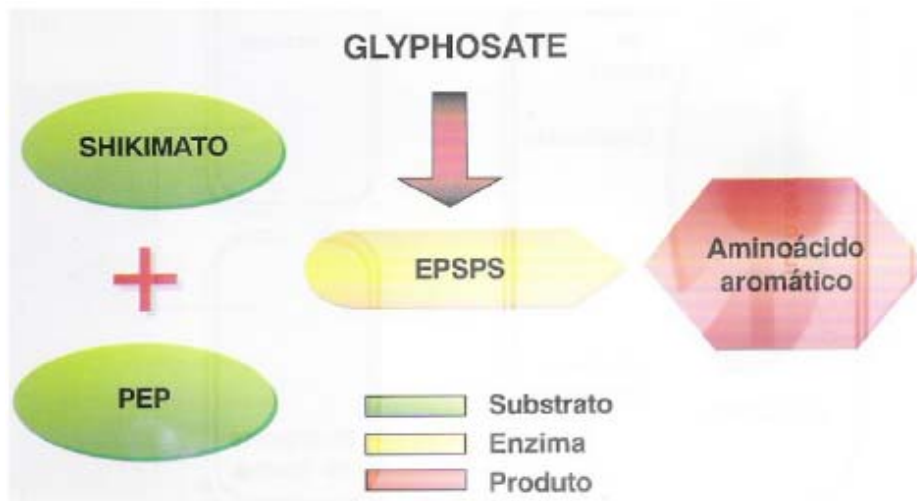 GLYPHOSATE
SHIKIMATO
+
PEP
EPSPS
Aminoácido
aromático
Substrato
Enzima
Produto